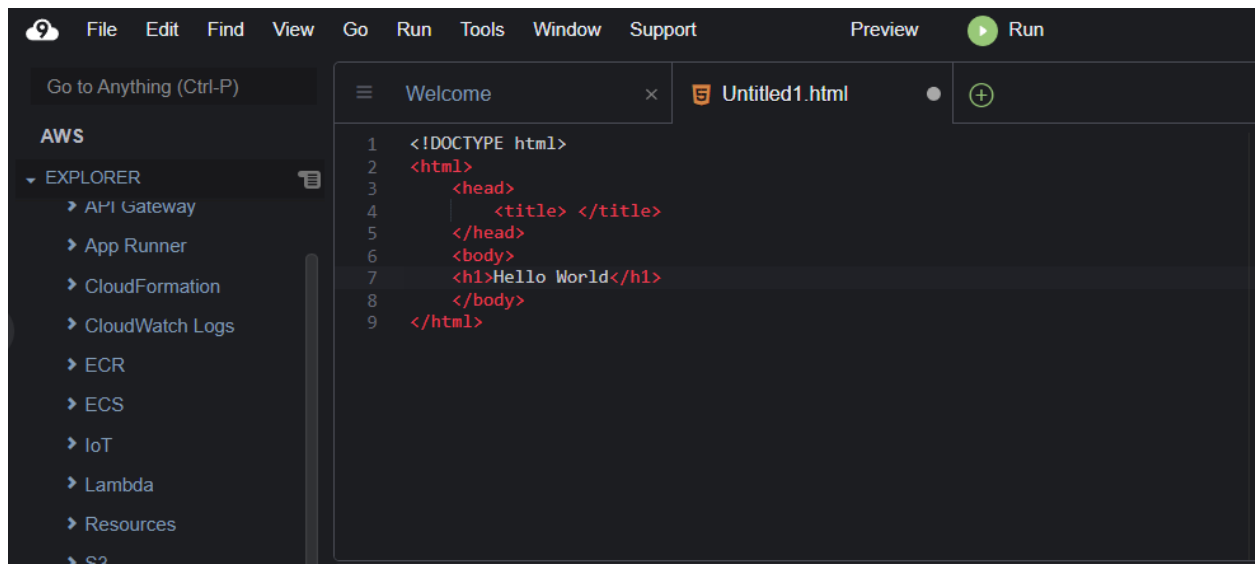 9 File Edit Find View Go Run Tools Window Support Preview Run
Go to Anything (Ctrl-P)
Welcome × Untitled1.html
AWS
EXPLORER
API Gateway
App Runner
CloudFormation
CloudWatch Logs
ECR
ECS
IoT
Lambda
Resources
S3
1 <!DOCTYPE html>
2 <html>
3 <head>
4 <title> </title>
5 </head>
6 <body>
7 <h1>Hello World</h1>
8 </body>
9 </html>